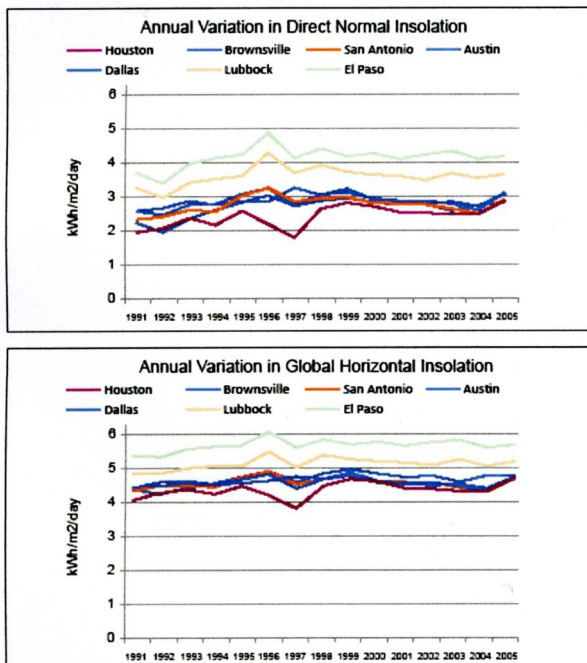 Annual Variation in Direct Normal Insolation
Houston Brownsville San Antonio Austin
Dallas Lubbock El Paso
6
5
4
3
2
1
0
kWh/m2/day
1991 1992 1993 1994 1995 1996 1997 1998 1999 2000 2001 2002 2003 2004 2005
Annual Variation in Global Horizontal Insolation
Houston Brownsville San Antonio Austin
Dallas Lubbock El Paso
6
5
4
3
2
1
0
kWh/m2/day
1991 1992 1993 1994 1995 1996 1997 1998 1999 2000 2001 2002 2003 2004 2005